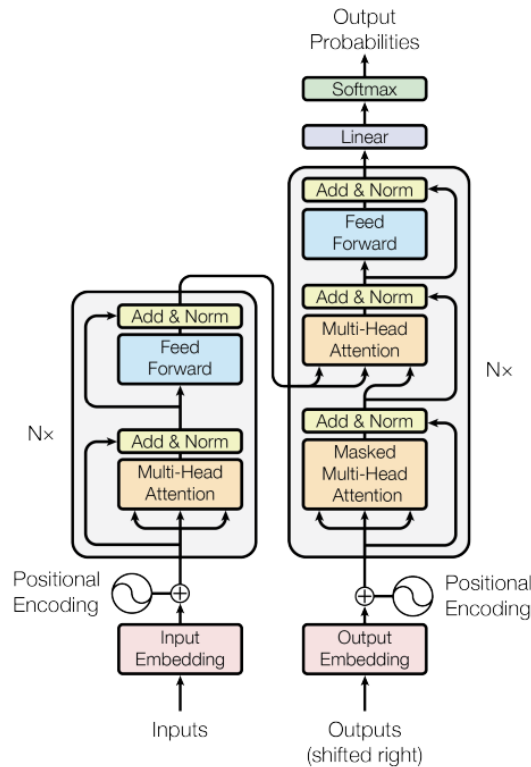 Output
Probabilities
Softmax
Linear
Add & Norm
Feed
Forward
Add & Norm
Multi-Head
Attention
Add & Norm
Masked
Multi-Head
Attention
N×
Positional
Encoding
Output
Embedding
Outputs
(shifted right)
Add & Norm
Feed
Forward
N×
Add & Norm
Multi-Head
Attention
Positional
Encoding
Input
Embedding
Inputs